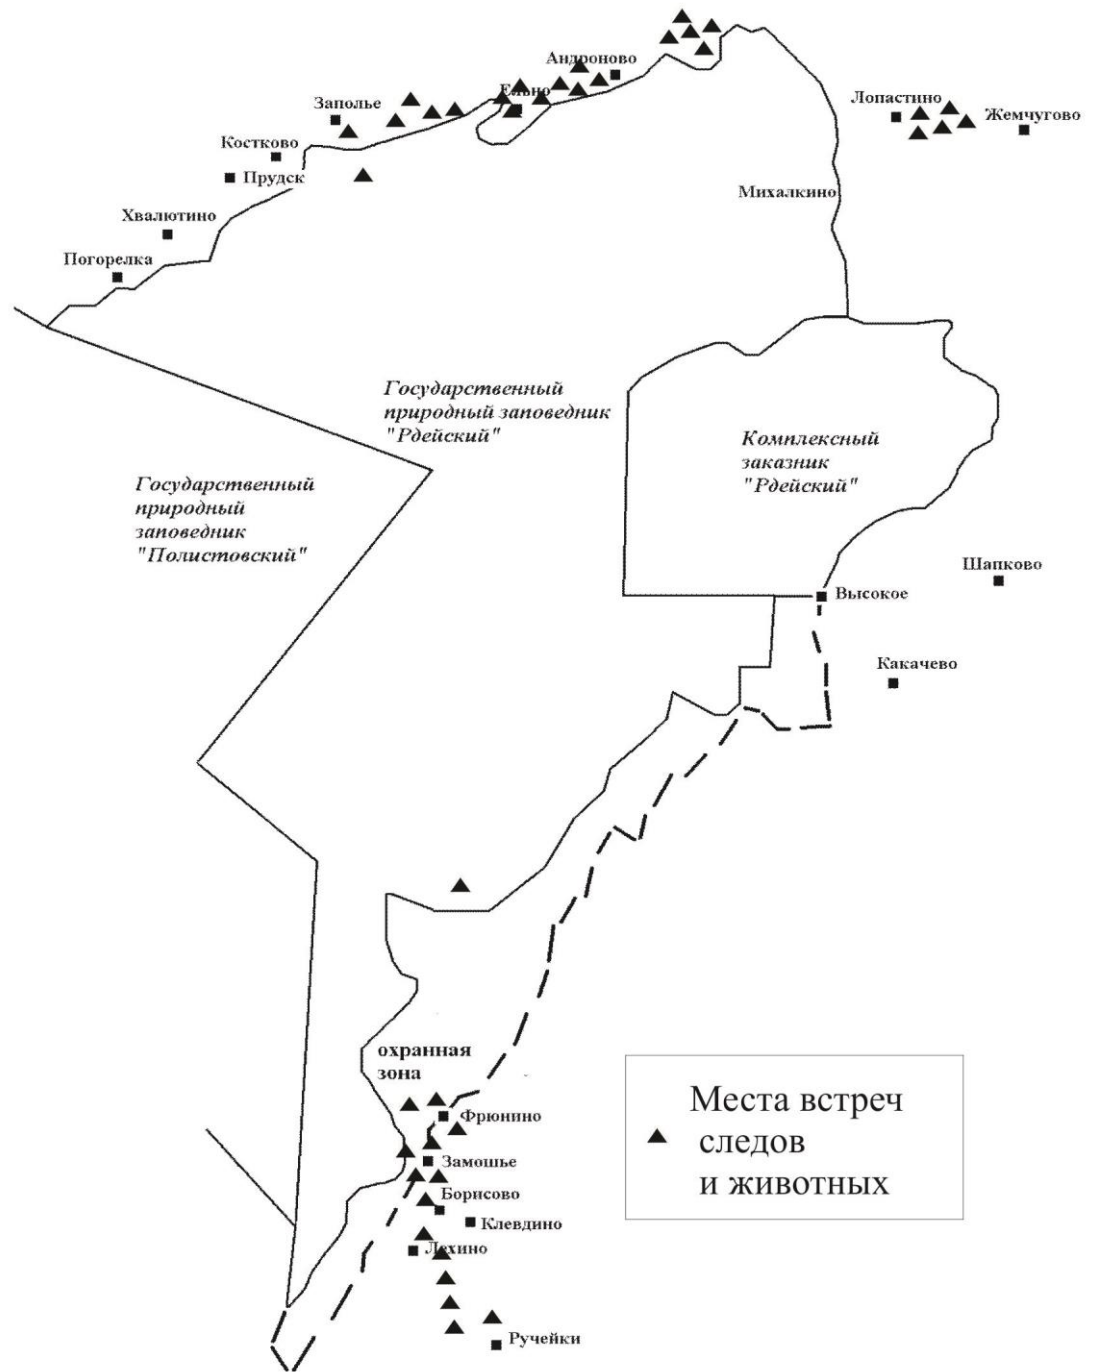 Андроново
Ельно
Заполье
Лопастино
Жемчугово
Костково
Прудск
Михалкино
Хвалютино
Погорелка
Государственный
природный заповедник
"Рдейский"
Комплексный
заказник
"Рдейский"
Государственный
природный
заповедник
"Полистовский"
Шапково
Высокое
Какачево
охранная
зона
Фрюнино
Замошье
Борисово
Клевдино
Лехино
Ручейки
Места встреч
следов
и животных